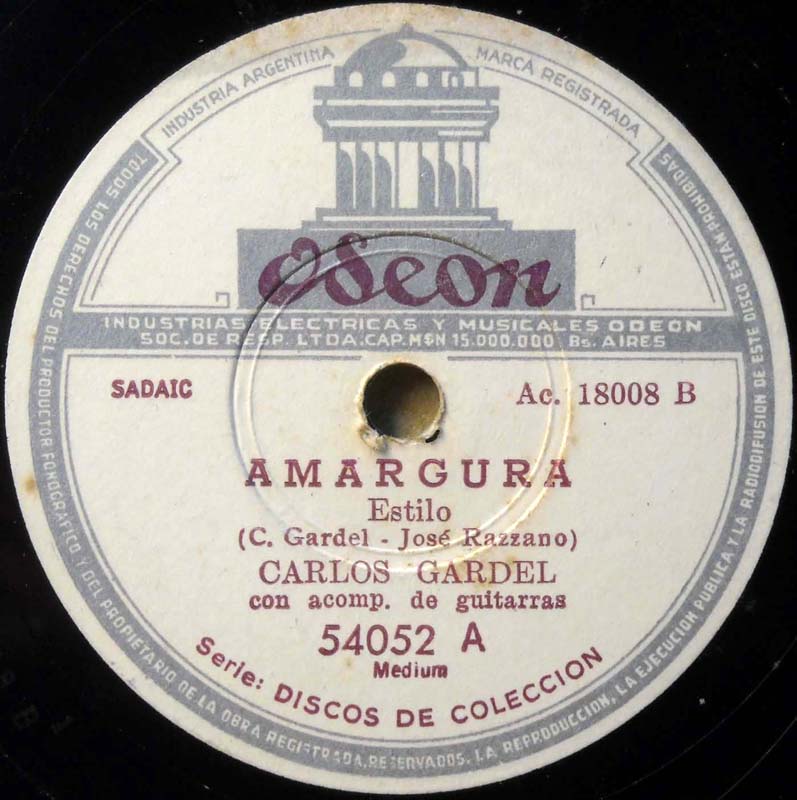 INDUSTRIA ARGENTINA
MARCA REGISTRADA
Odeon
INDUSTRIAS ELECTRICAS Y MUSICALES ODEON
SOC. DE RESP. LTDA. CAP. M$N 15.000.000 Bs. AIRES
SADAIC
Ac. 18008 B
AMARGURA
Estilo
(C. Gardel - José Razzano)
CARLOS GARDEL
con acomp. de guitarras
54052 A
Medium
Serie: DISCOS DE COLECCION
TODOS LOS DERECHOS DEL PRODUCTOR FONOGRAFICO Y DEL PROPIETARIO DE LA OBRA REGISTRADA, RESERVADOS. LA REPRODUCCION, LA EJECUCION PUBLICA Y LA RADIODIFUSION DE ESTE DISCO ESTAN PROHIBIDAS